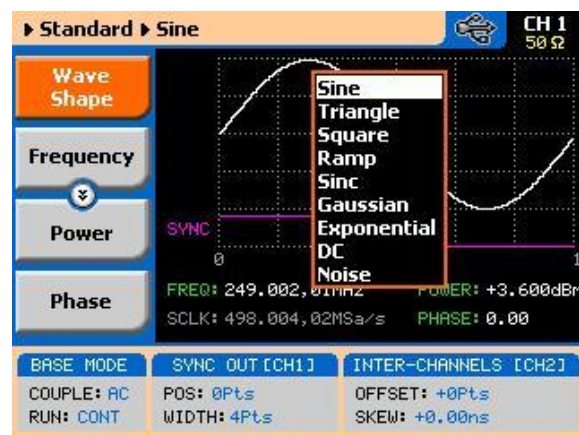 Standard Sine
CH 1
50 Ω
Wave
Shape
Frequency
Power
Phase
Sine
Triangle
Square
Ramp
Sinc
Gaussian
Exponential
DC
Noise
SYNC
0
1
FREQ: 249.002,01MHz
POWER: +3.600dBm
SCLK: 498.004,02MSa/s
PHASE: 0.00
BASE MODE
COUPLE: AC
RUN: CONT
SYNC OUT [CH1]
POS: 0Pts
WIDTH: 4Pts
INTER-CHANNELS [CH2]
OFFSET: +0Pts
SKEW: +0.00ns